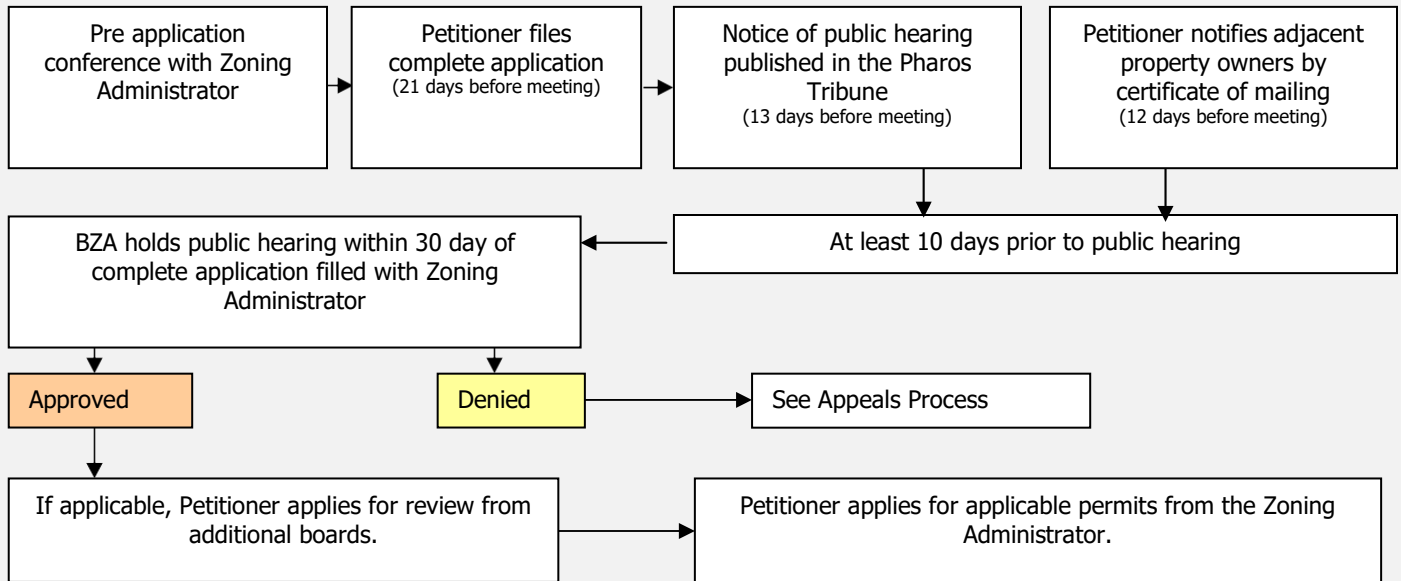 Pre application
conference with Zoning
Administrator
Petitioner files
complete application
(21 days before meeting)
Notice of public hearing
published in the Pharos
Tribune
(13 days before meeting)
Petitioner notifies adjacent
property owners by
certificate of mailing
(12 days before meeting)
At least 10 days prior to public hearing
BZA holds public hearing within 30 day of
complete application filled with Zoning
Administrator
Approved
Denied
See Appeals Process
If applicable, Petitioner applies for review from
additional boards.
Petitioner applies for applicable permits from the Zoning
Administrator.